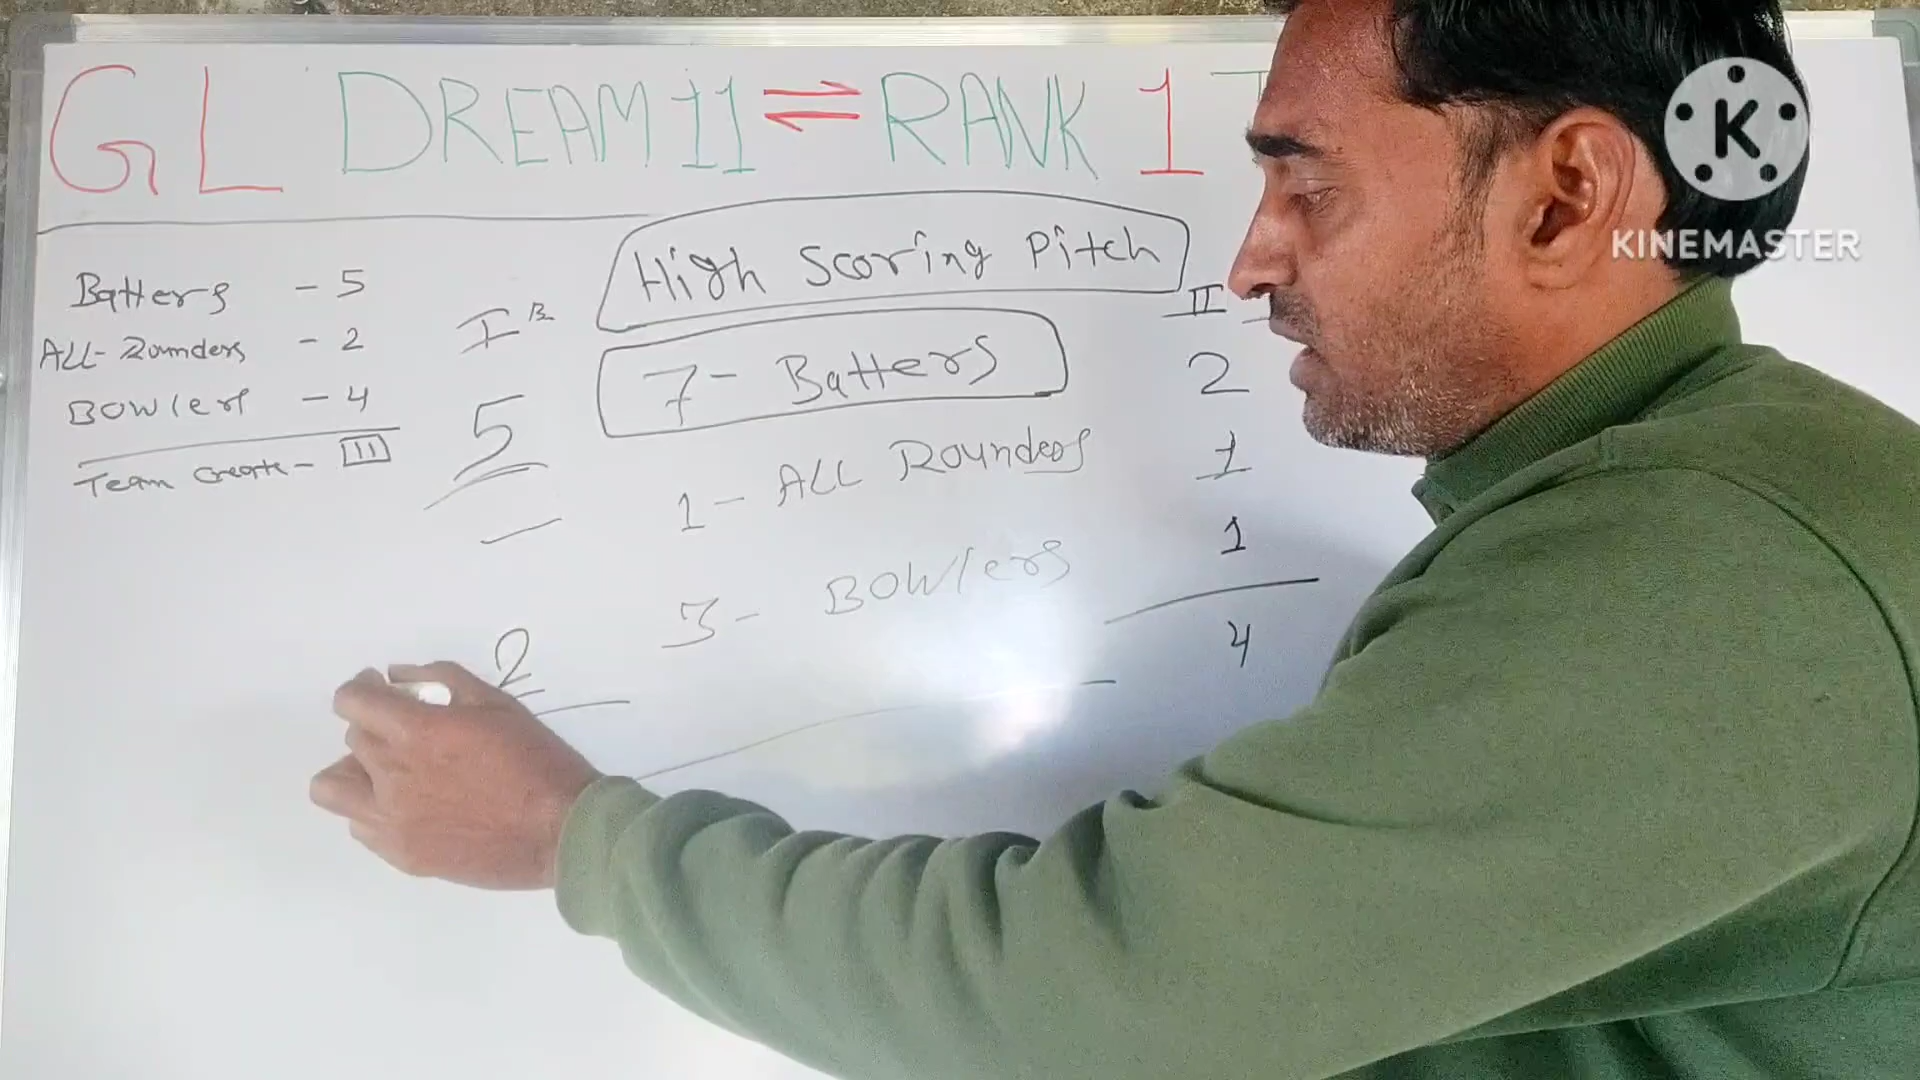 GL DREAM 11 ⇌ RANK 1
High Scoring Pitch
Batters - 5
ALL-Rounders - 2
BOWlers - 4
Team Create - 11
I
5
2
7 - Batters
1 - ALL Rounders
3 - BOWlers
II
2
1
1
4
K
KINEMASTER